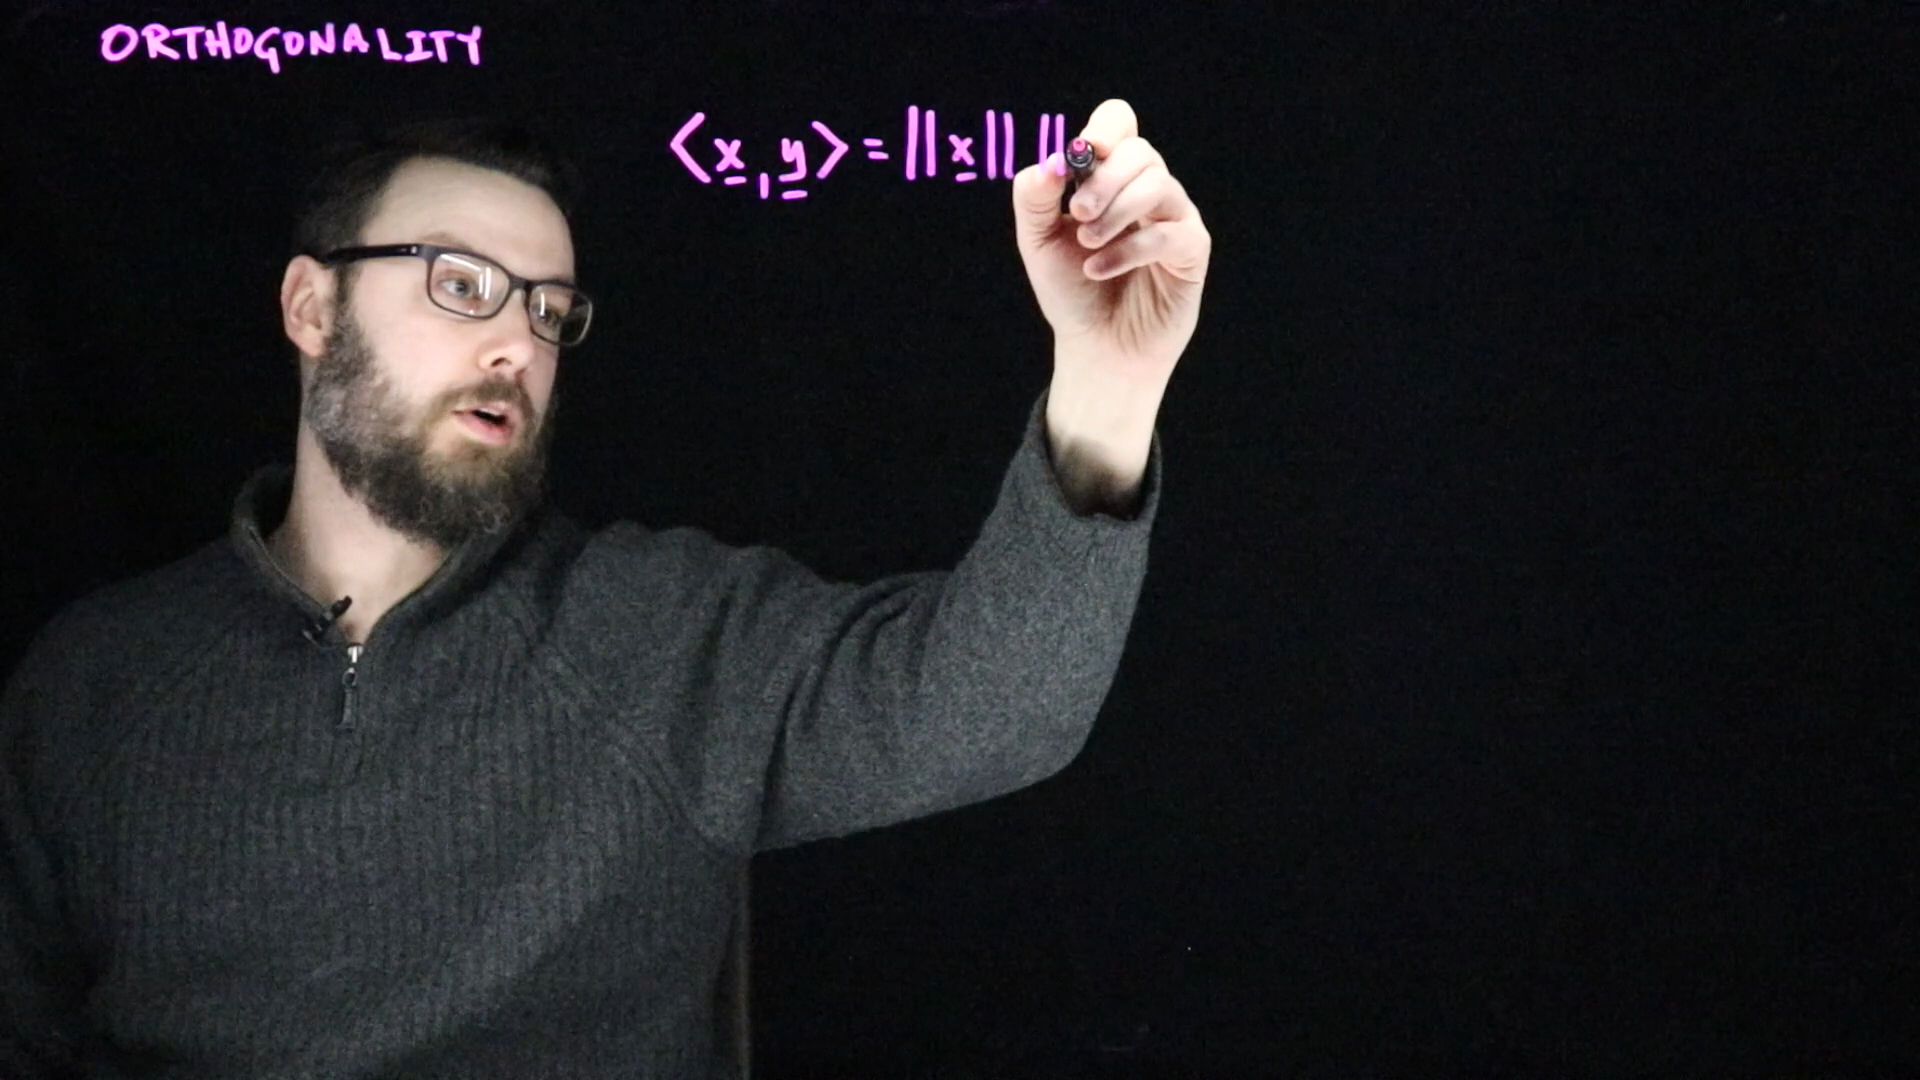 ORTHOGONALITY
<x, y> = ||x|| ||